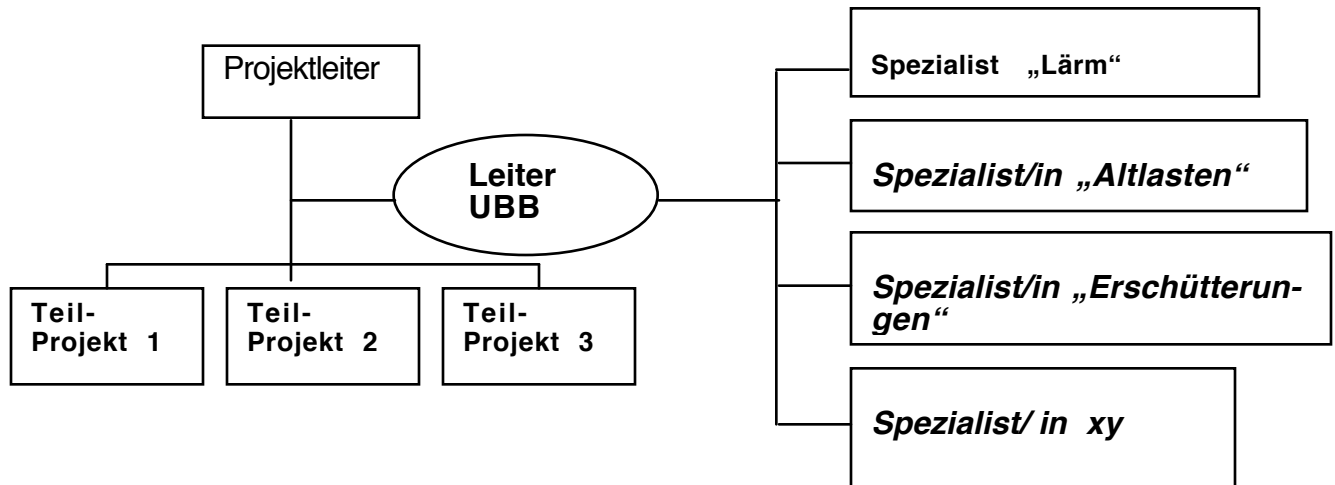 Projektleiter
Leiter
UBB
Teil-
Projekt 1
Teil-
Projekt 2
Teil-
Projekt 3
Spezialist „Lärm“
Spezialist/in „Altlasten“
Spezialist/in „Erschütterun-
gen“
Spezialist/ in xy